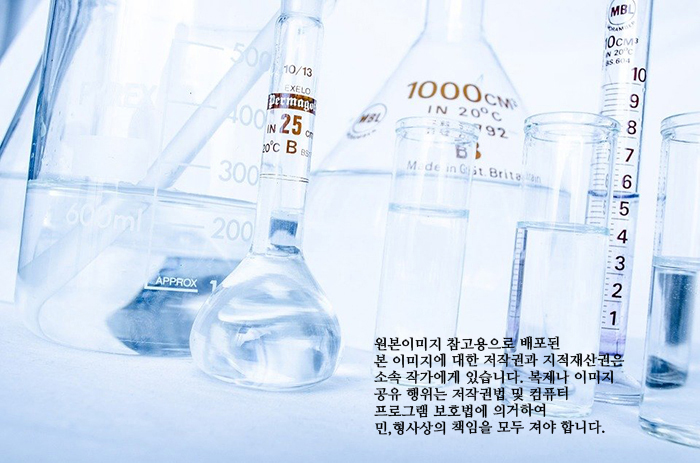 MBL
10CM³
IN 20°C
BS.604
10
9
8
7
6
5
4
3
2
1
10/13
EXELO
Permagold
IN 25
20°C B
500
400
300
200
600ml
APPROX
MBL
1000CM³
IN 20°C
792
B
Made in Gt. Britain
원본이미지 참고용으로 배포된
본 이미지에 대한 저작권과 지적재산권은
소속 작가에게 있습니다. 복제나 이미지
공유 행위는 저작권법 및 컴퓨터
프로그램 보호법에 의거하여
민,형사상의 책임을 모두 져야 합니다.